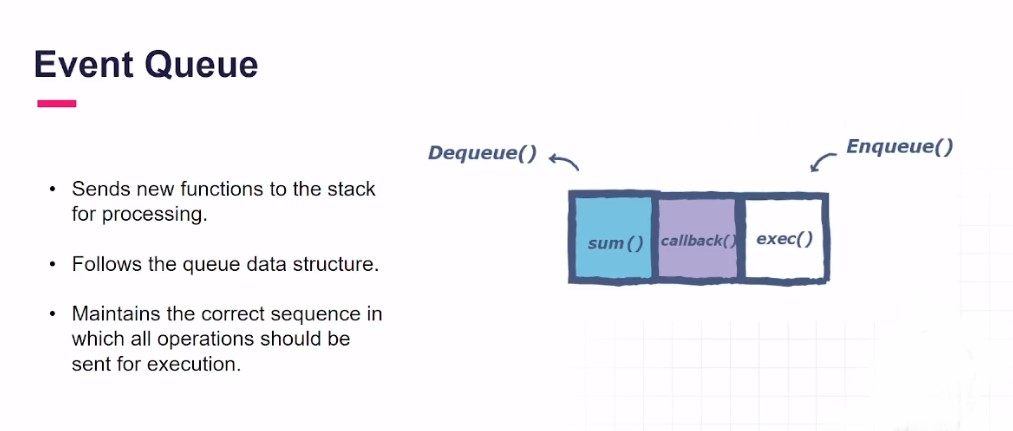 Event Queue
• Sends new functions to the stack
for processing.
• Follows the queue data structure.
• Maintains the correct sequence in
which all operations should be
sent for execution.
Dequeue()
Enqueue()
sum()
callback()
exec()